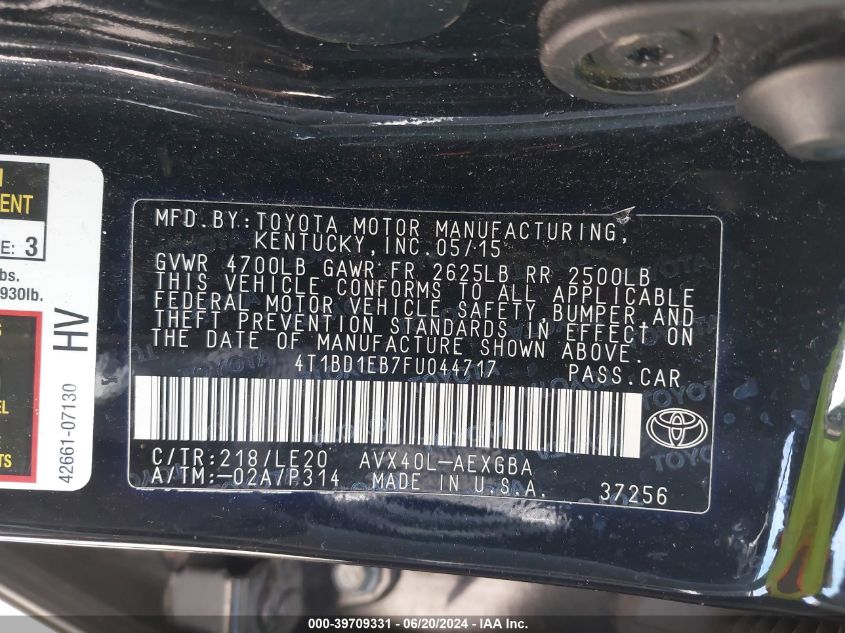 MFD.BY:TOYOTA MOTOR MANUFACTURING,
KENTUCKY,INC.05/15
GVWR 4700LB GAWR FR 2625LB RR 2500LB
THIS VEHICLE CONFORMS TO ALL APPLICABLE
FEDERAL MOTOR VEHICLE SAFETY,BUMPER,AND
THEFT PREVENTION STANDARDS IN EFFECT ON
THE DATE OF MANUFACTURE SHOWN ABOVE.
4T1BD1EB7FU044717 PASS.CAR
C/TR:218/LE20 AVX40L-AEXGBA
A/TM:-02A/P314 MADE IN U.S.A. 37256
ENT
E: 3
bs.
930lb.
S
EL
TS
HV
42661-07130
000-39709331 - 06/20/2024 - IAA Inc.